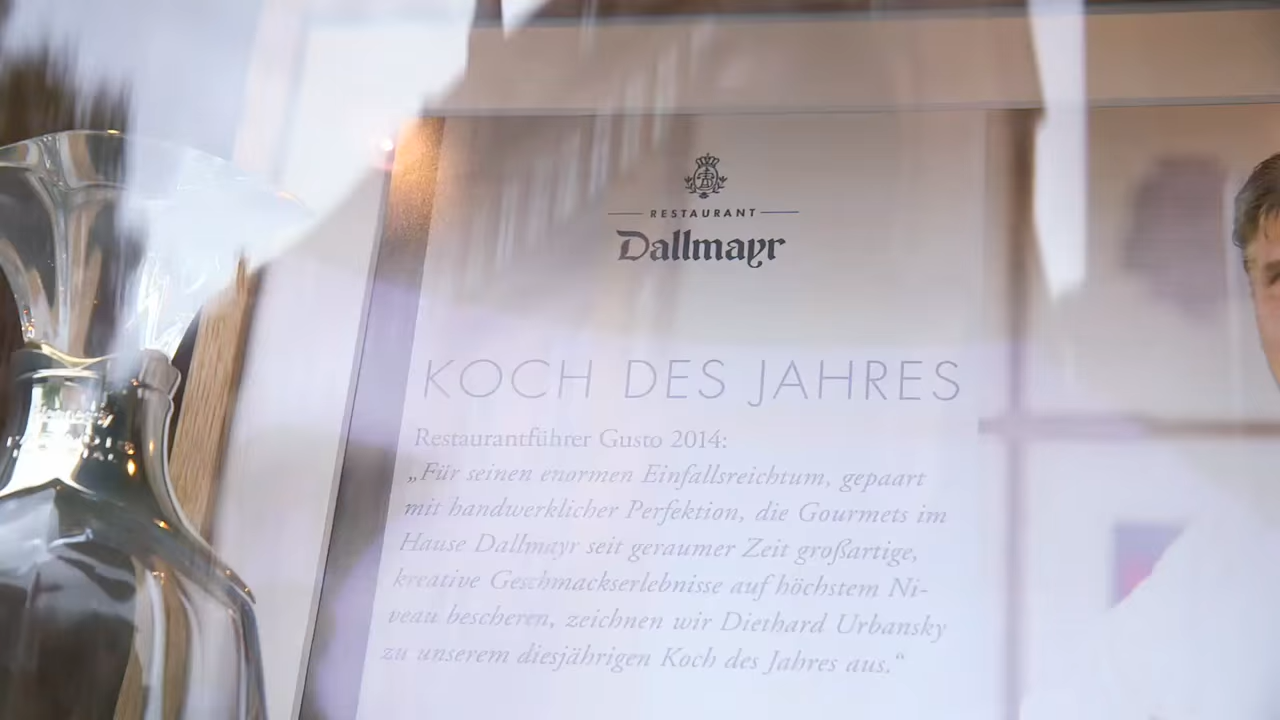 RESTAURANT
Dallmayr
KOCH DES JAHRES
Restaurantführer Gusto 2014:
„Für seinen enormen Einfallsreichtum, gepaart
mit handwerklicher Perfektion, die Gourmets im
Hause Dallmayr seit geraumer Zeit großartige,
kreative Geschmackserlebnisse auf höchstem Ni-
veau bescheren, zeichnen wir Diethard Urbansky
zu unserem diesjährigen Koch des Jahres aus.“